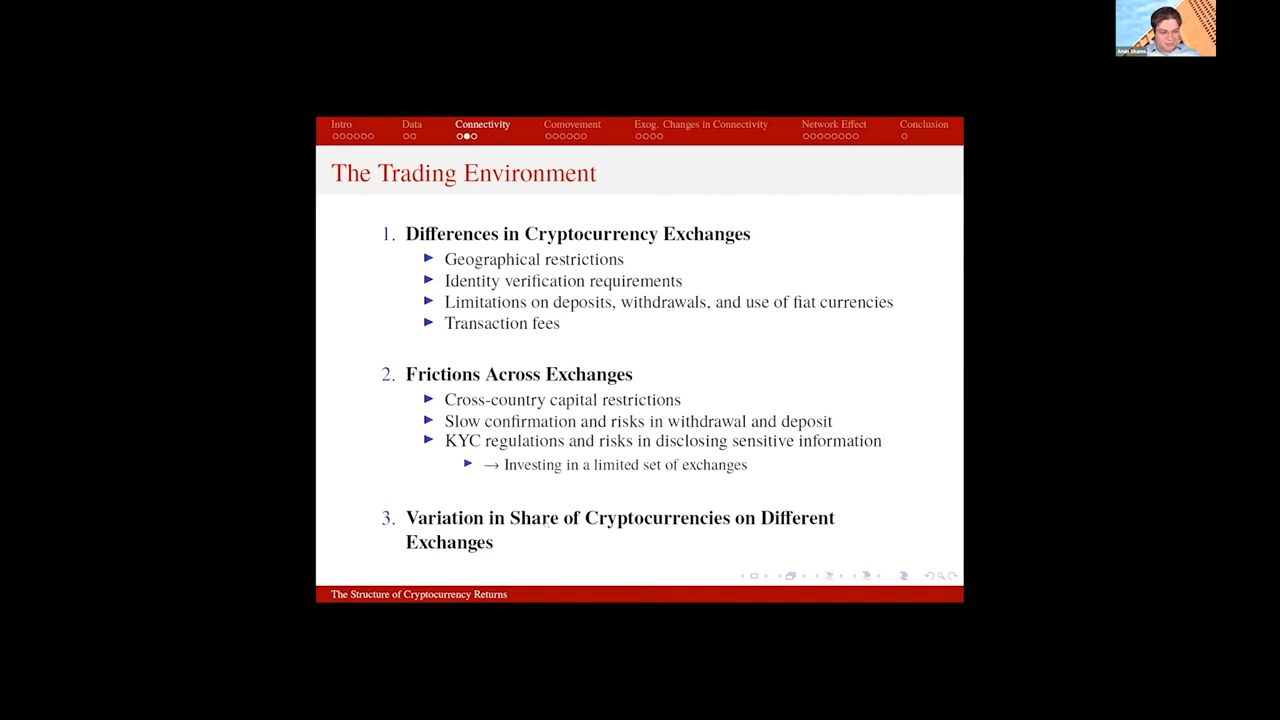 Amin Shams
Intro Data Connectivity Comovement Exog. Changes in Connectivity Network Effect Conclusion
The Trading Environment
1. Differences in Cryptocurrency Exchanges
Geographical restrictions
Identity verification requirements
Limitations on deposits, withdrawals, and use of fiat currencies
Transaction fees
2. Frictions Across Exchanges
Cross-country capital restrictions
Slow confirmation and risks in withdrawal and deposit
KYC regulations and risks in disclosing sensitive information
→ Investing in a limited set of exchanges
3. Variation in Share of Cryptocurrencies on Different
Exchanges
The Structure of Cryptocurrency Returns